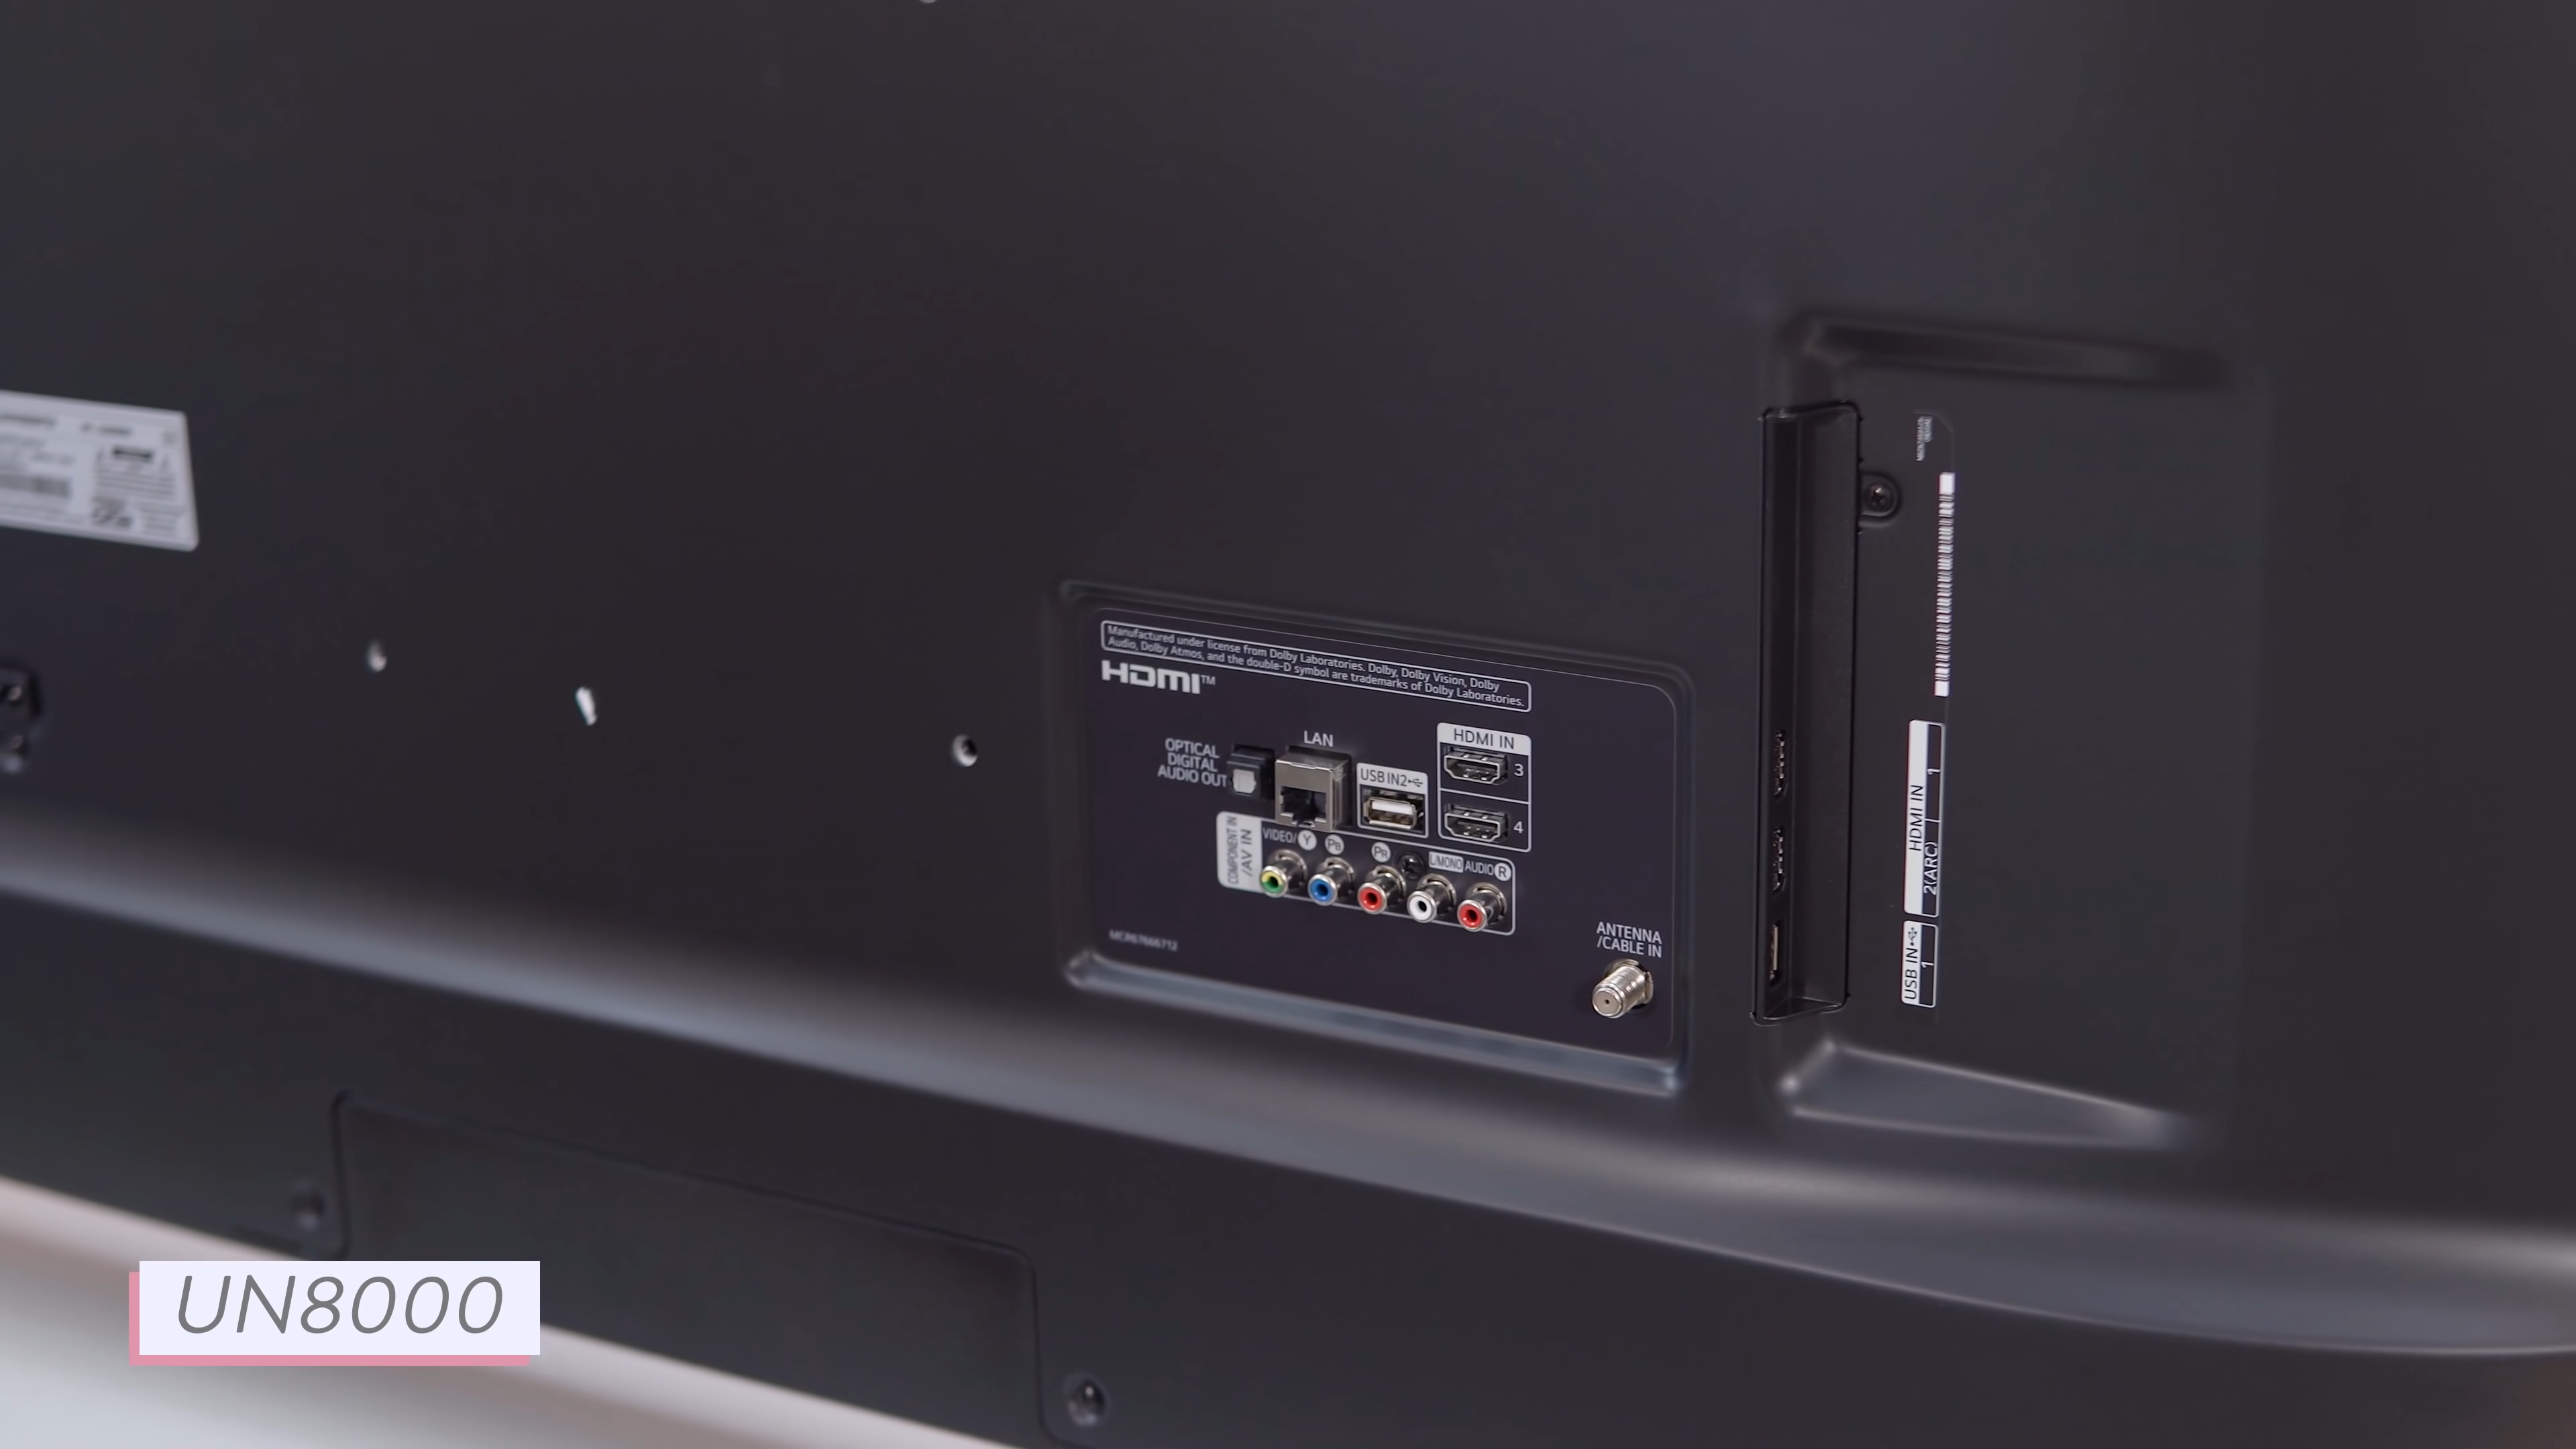 Manufactured under license from Dolby Laboratories. Dolby, Dolby Vision, Dolby
Audio, Dolby Atmos, and the double-D symbol are trademarks of Dolby Laboratories.
HDMI™
OPTICAL
DIGITAL
AUDIO OUT
LAN
USB IN2
HDMI IN
3
4
COMPONENT IN
/AV IN
VIDEO/ Y
PB
PR
L/MONO AUDIO R
MCR67666712
ANTENNA
/CABLE IN
HDMI IN
1
2(ARC)
USB IN
1
UN8000